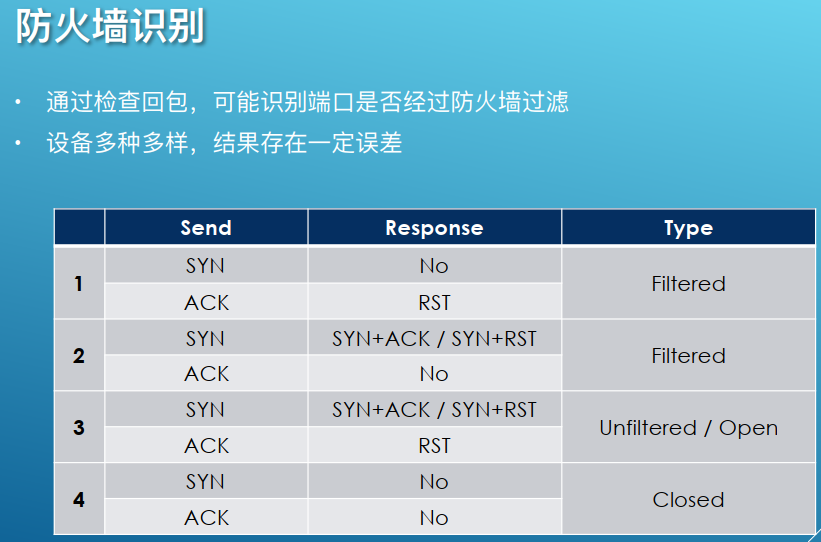 防火墙识别
• 通过检查回包，可能识别端口是否经过防火墙过滤
• 设备多种多样，结果存在一定误差
Send Response Type
1 SYN No Filtered
ACK RST
2 SYN SYN+ACK / SYN+RST Filtered
ACK No
3 SYN SYN+ACK / SYN+RST Unfiltered / Open
ACK RST
4 SYN No Closed
ACK No